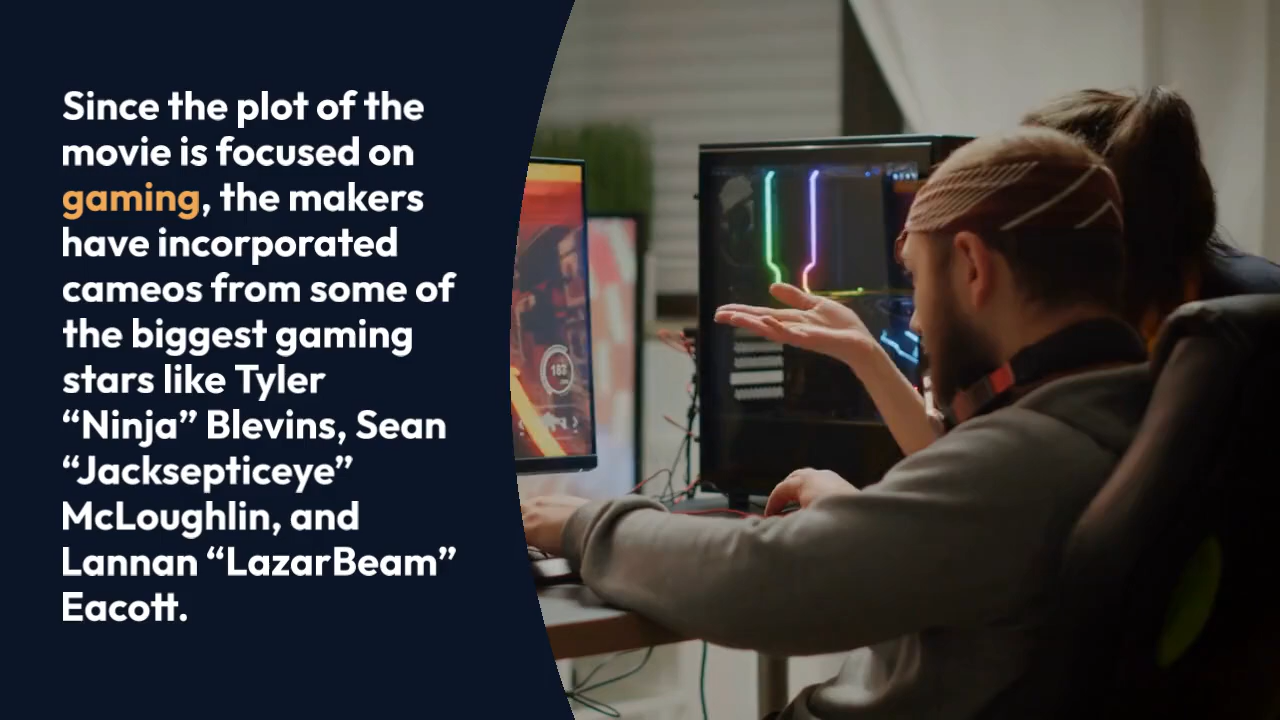 Since the plot of the
movie is focused on
gaming, the makers
have incorporated
cameos from some of
the biggest gaming
stars like Tyler
“Ninja” Blevins, Sean
“Jacksepticeye”
McLoughlin, and
Lannan “LazarBeam”
Eacott.
183